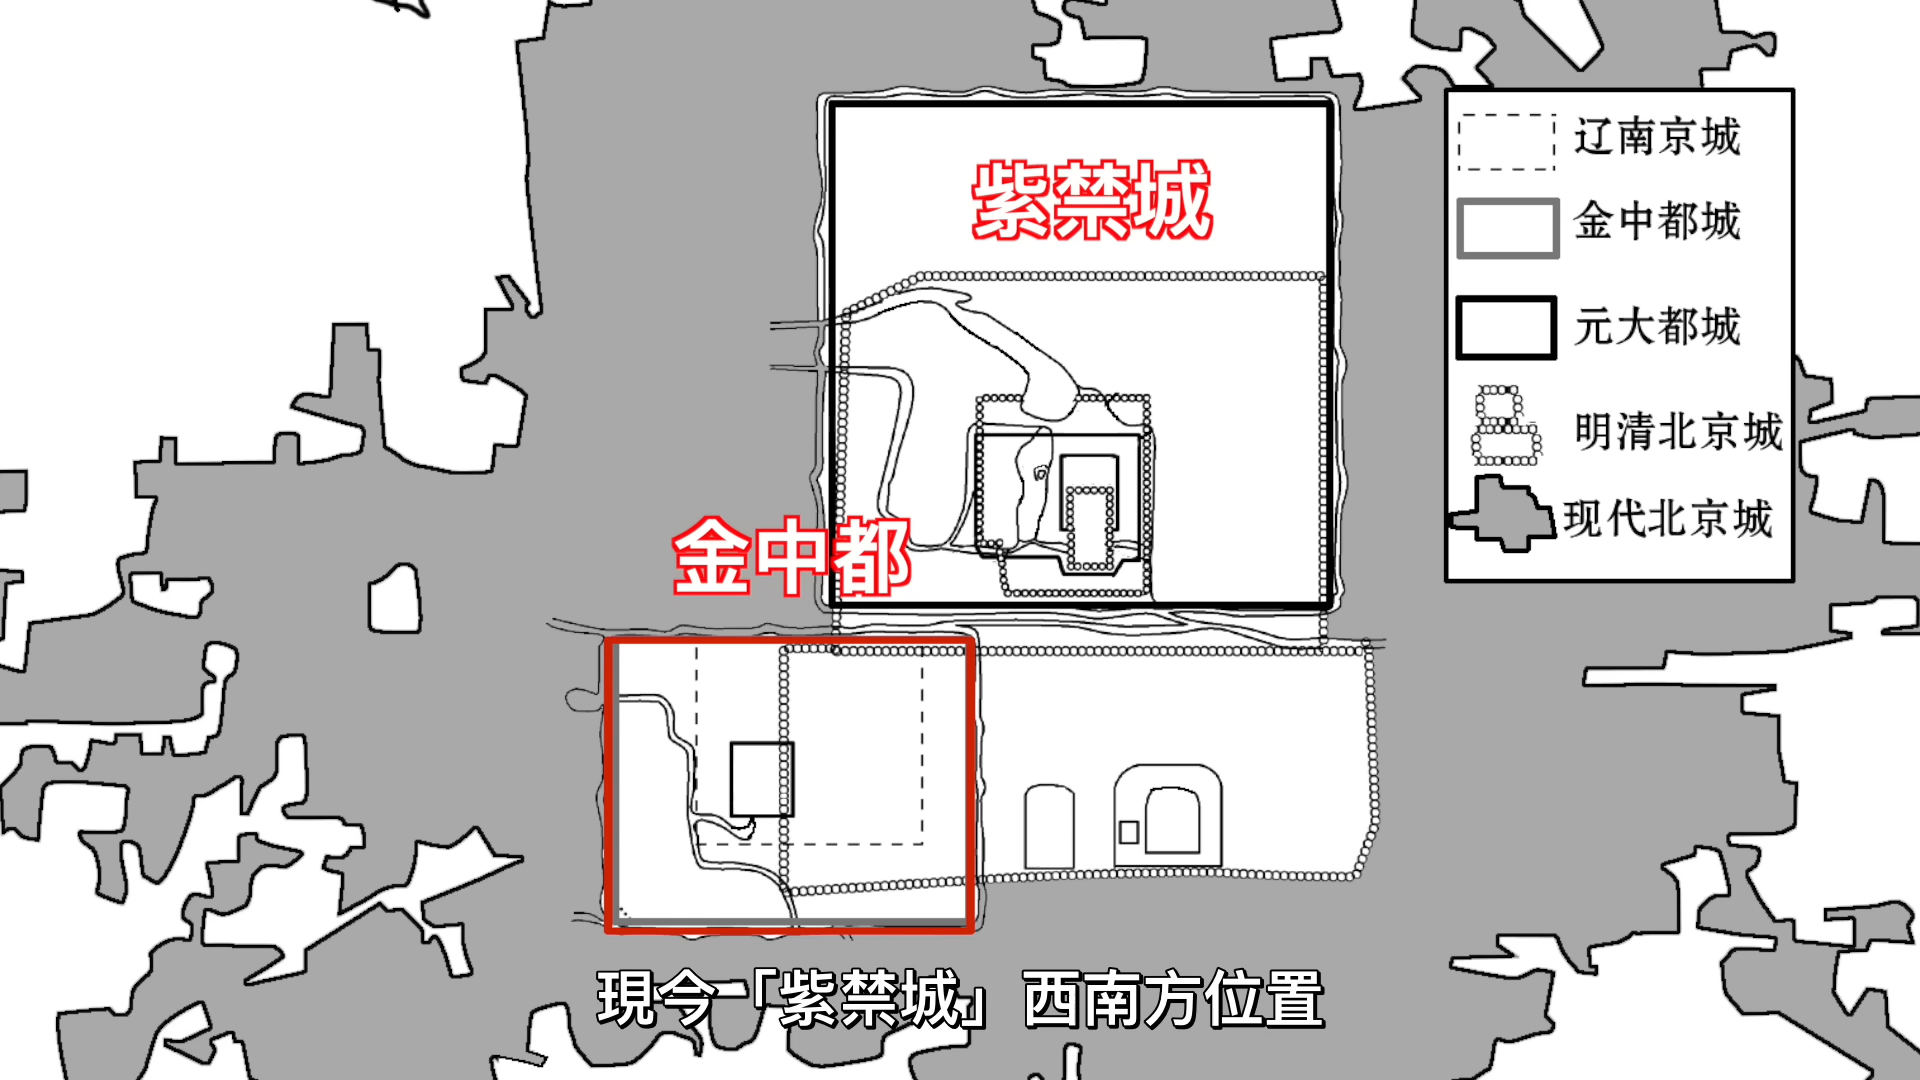 紫禁城
辽南京城
金中都城
元大都城
明清北京城
现代北京城
金中都
現今「紫禁城」西南方位置